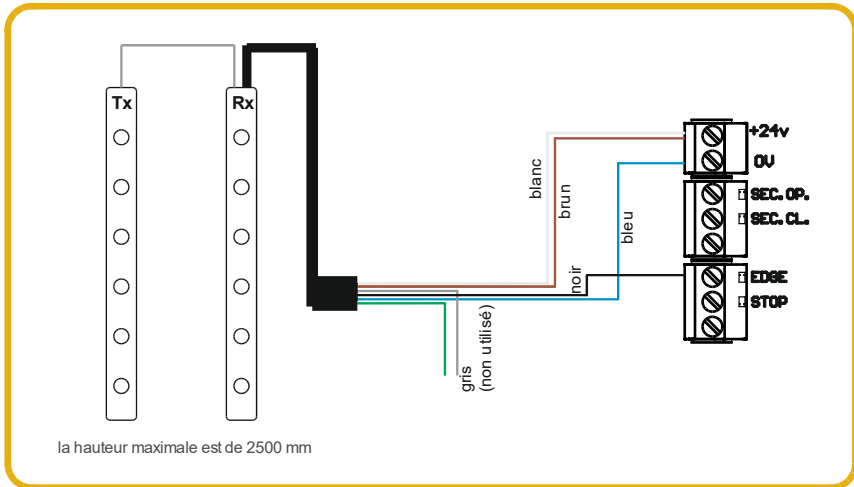 Tx
Rx
+24v
0V
SEC.OP.
SEC.CL.
EDGE
STOP
blanc
brun
bleu
noir
gris
(non utilisé)
la hauteur maximale est de 2500 mm